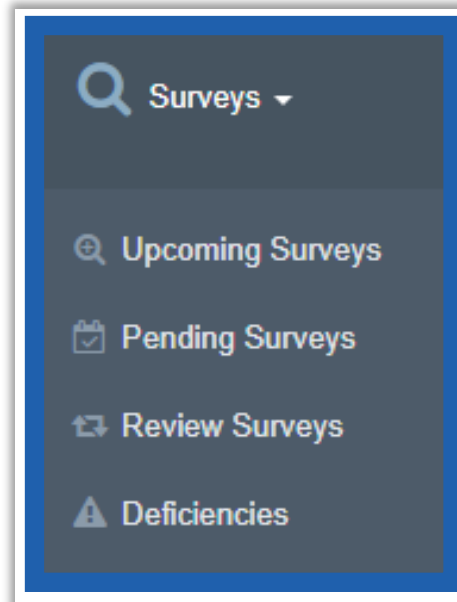 Surveys
Upcoming Surveys
Pending Surveys
Review Surveys
Deficiencies